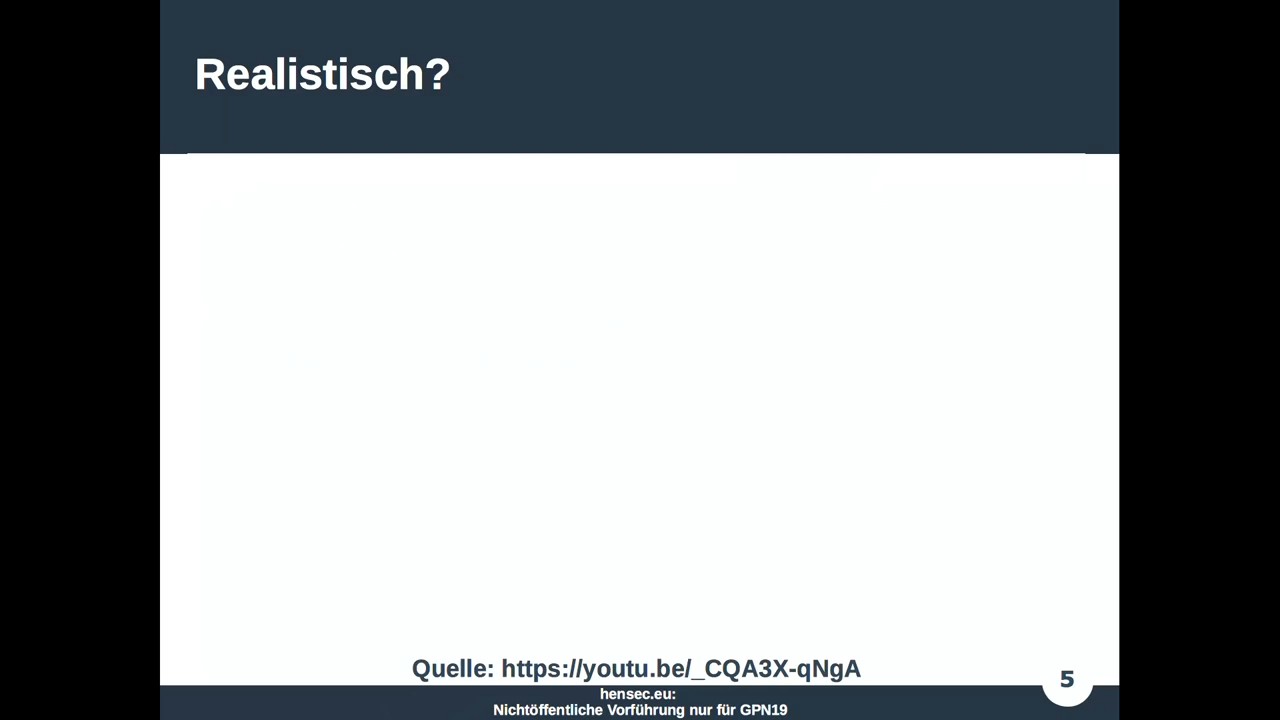 Realistisch?
Quelle: https://youtu.be/_CQA3X-qNgA
5
hensec.eu:
Nichtöffentliche Vorführung nur für GPN19